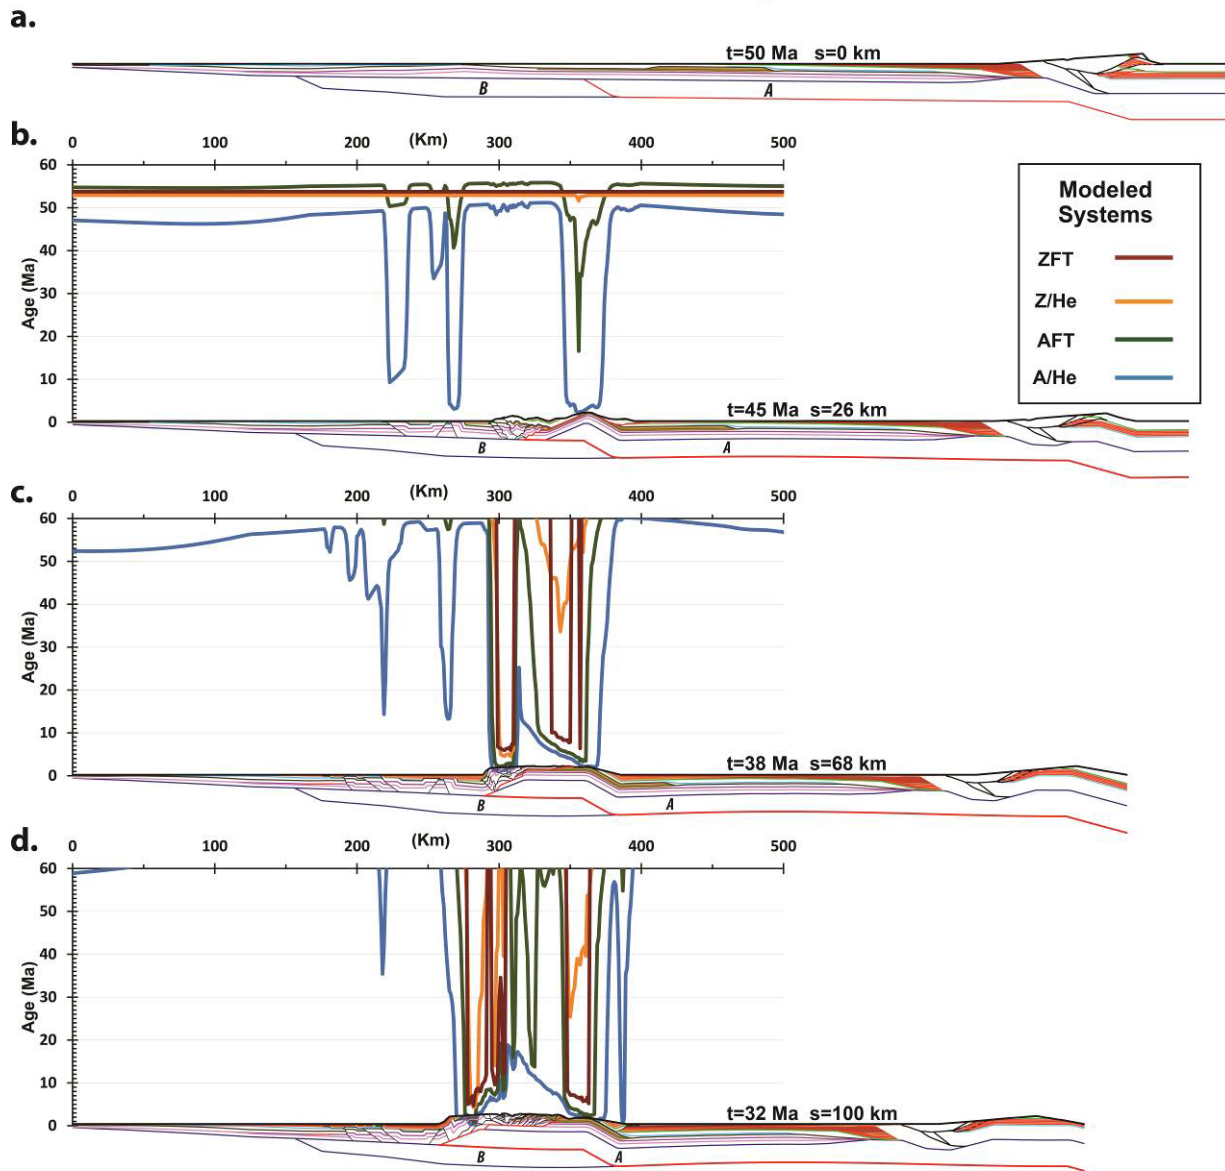 a.
t=50 Ma s=0 km
B
A
b.
(Km)
0 100 200 300 400 500
60
50
40
30
20
10
0
Age (Ma)
Modeled
Systems
ZFT
Z/He
AFT
A/He
t=45 Ma s=26 km
B
A
c.
(Km)
0 100 200 300 400 500
60
50
40
30
20
10
0
Age (Ma)
t=38 Ma s=68 km
B
A
d.
(Km)
0 100 200 300 400 500
60
50
40
30
20
10
0
Age (Ma)
t=32 Ma s=100 km
B
A